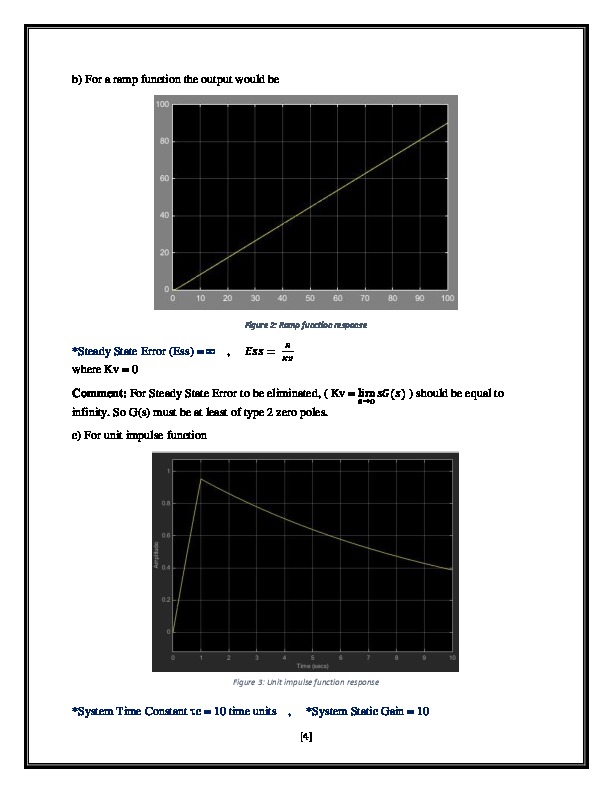 b) For a ramp function the output would be
100
80
60
40
20
0
0 10 20 30 40 50 60 70 80 90 100
Figure 2: Ramp function response
*Steady State Error (Ess) = ∞ , Ess = R/Kv
where Kv = 0
Comment: For Steady State Error to be eliminated, ( Kv = lim s→0 sG(s) ) should be equal to
infinity. So G(s) must be at least of type 2 zero poles.
c) For unit impulse function
1
0.8
0.6
0.4
0.2
0
Amplitude
0 1 2 3 4 5 6 7 8 9 10
Time (secs)
Figure 3: Unit impulse function response
*System Time Constant τc = 10 time units , *System Static Gain = 10
[4]